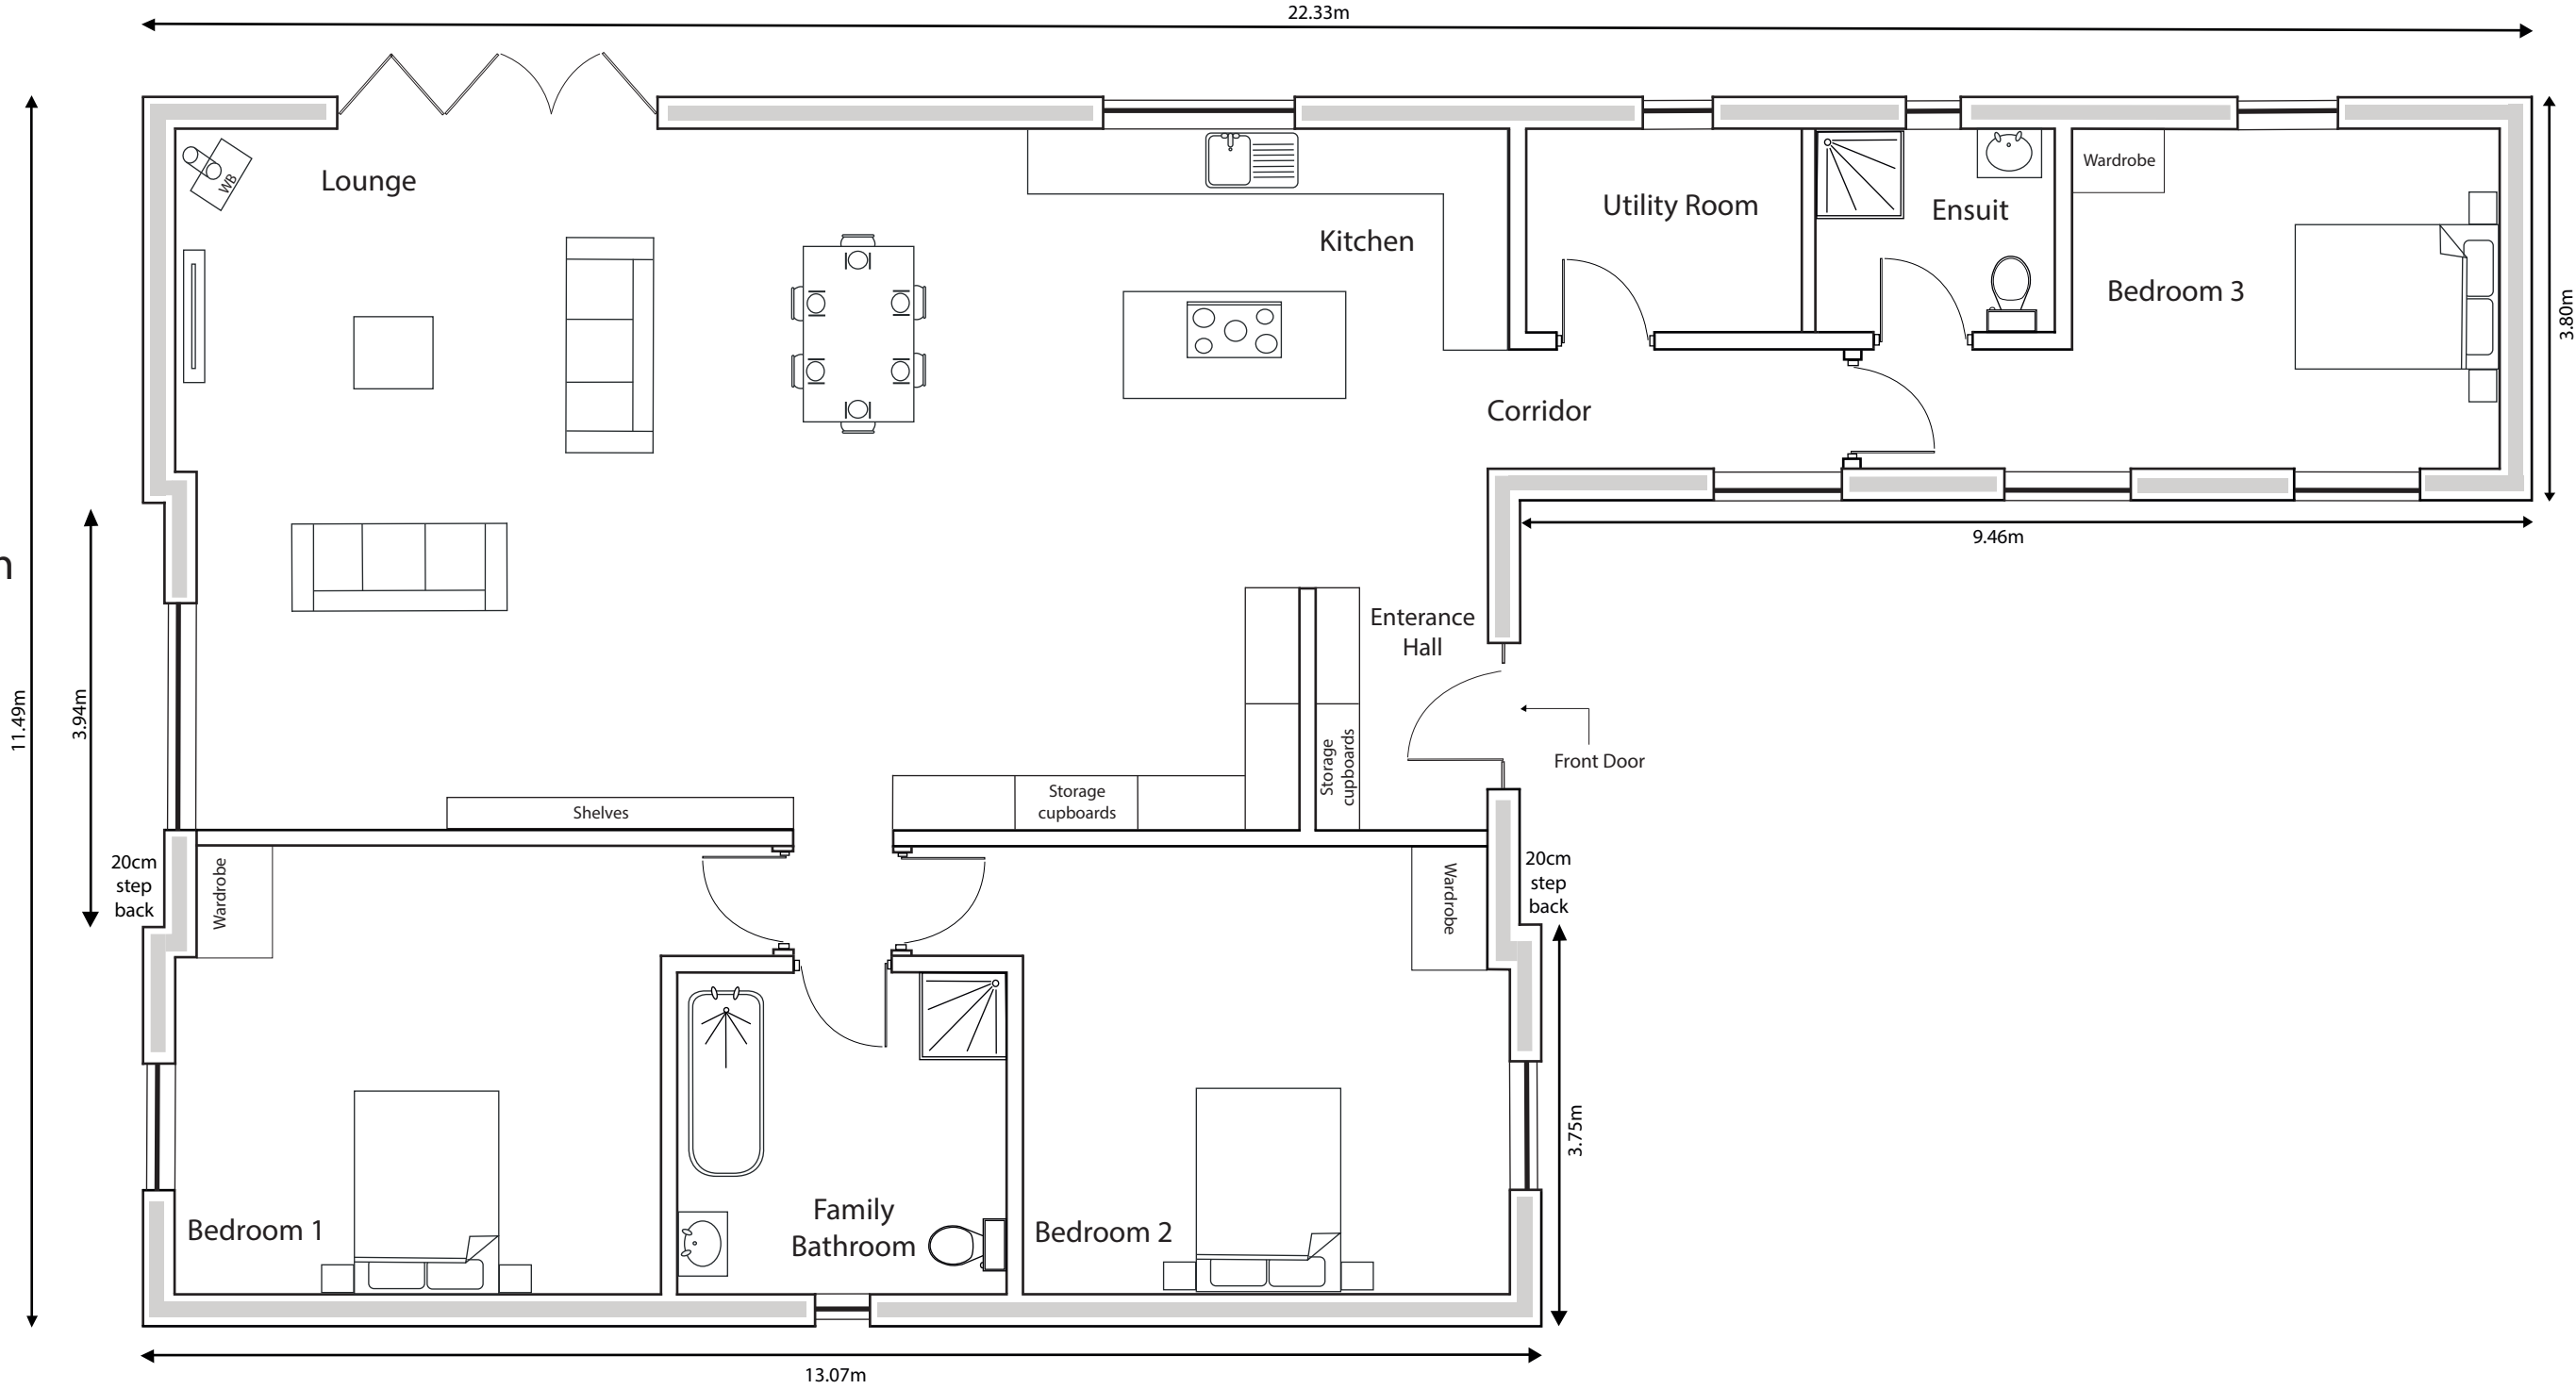 22.33m
Lounge
WB
Kitchen
Utility Room
Ensuit
Wardrobe
Bedroom 3
3.80m
Corridor
9.46m
n
11.49m
3.94m
Enterance
Hall
Storage
cupboards
Front Door
Shelves
Storage
cupboards
20cm
step
back
Wardrobe
Wardrobe
20cm
step
back
3.75m
Bedroom 1
Family
Bathroom
Bedroom 2
13.07m